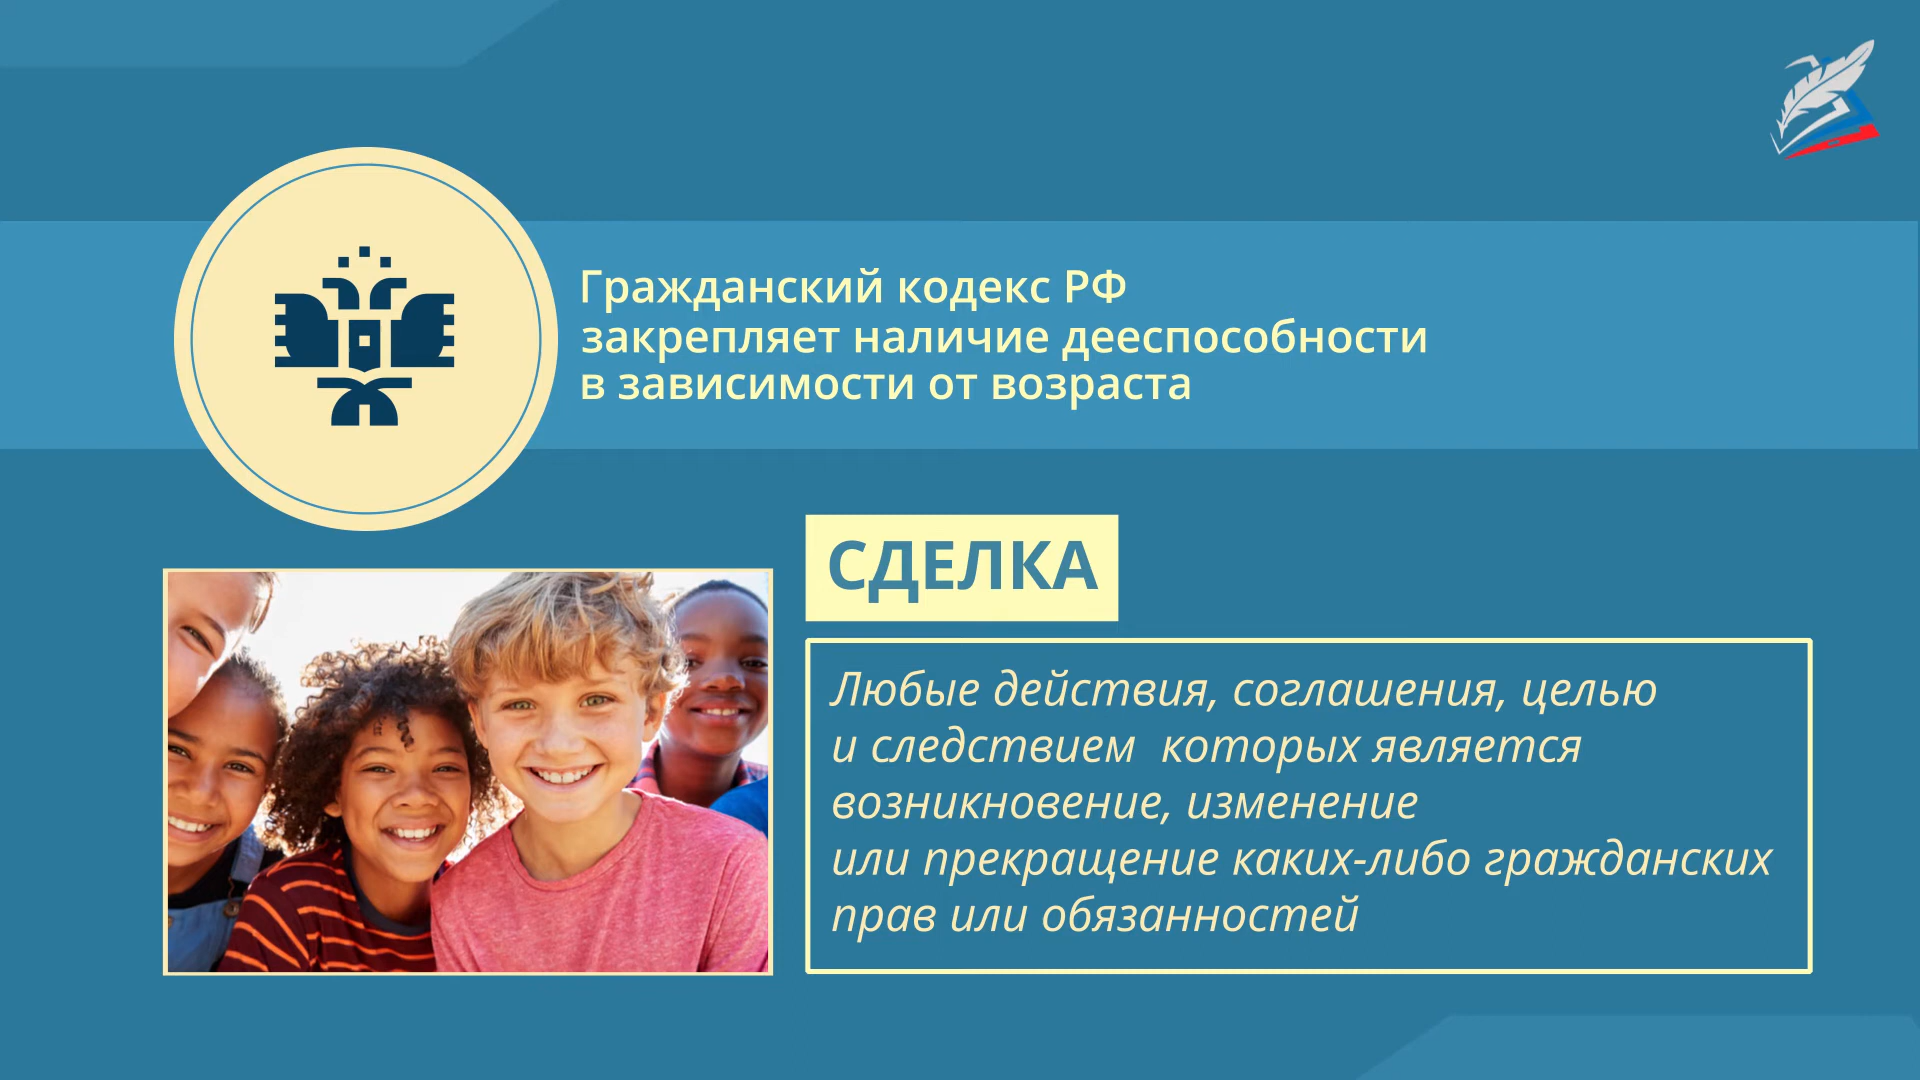 Гражданский кодекс РФ
закрепляет наличие дееспособности
в зависимости от возраста
СДЕЛКА
Любые действия, соглашения, целью
и следствием которых является
возникновение, изменение
или прекращение каких-либо гражданских
прав или обязанностей